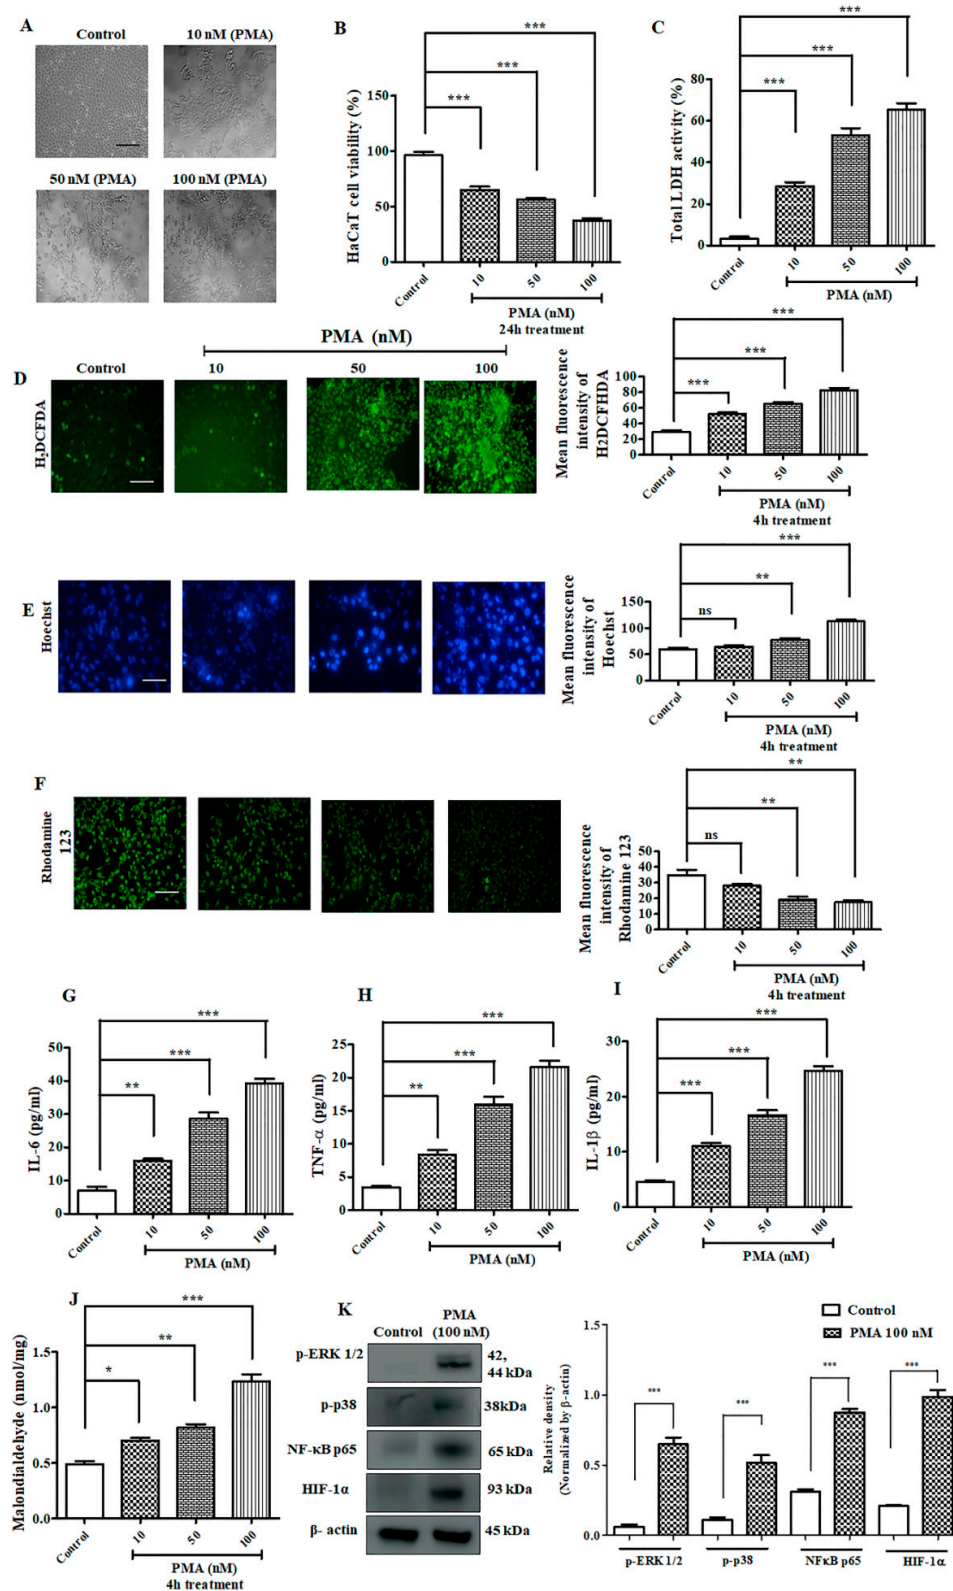 A
Control
10 nM (PMA)
50 nM (PMA)
100 nM (PMA)
B
***
***
***
HaCaT cell viability (%)
150
100
50
0
Control
10
50
100
PMA (nM)
24h treatment
C
***
***
***
Total LDH activity (%)
80
60
40
20
0
Control
10
50
100
PMA (nM)
PMA (nM)
D
Control
10
50
100
H₂DCFDA
***
***
***
Mean fluorescence
intensity of
H2DCFHDA
100
80
60
40
20
0
Control
10
50
100
PMA (nM)
4h treatment
E
Hoechst
***
**
ns
Mean fluorescence
intensity of
Hoechst
150
100
50
0
Control
10
50
100
PMA (nM)
4h treatment
F
Rhodamine
123
**
**
ns
Mean fluorescence
intensity of
Rhodamine 123
50
40
30
20
10
0
Control
10
50
100
PMA (nM)
4h treatment
G
***
***
**
IL-6 (pg/ml)
50
40
30
20
10
0
Control
10
50
100
PMA (nM)
H
***
***
**
TNF-α (pg/ml)
25
20
15
10
5
0
Control
10
50
100
PMA (nM)
I
***
***
***
IL-1β (pg/ml)
30
20
10
0
Control
10
50
100
PMA (nM)
J
***
**
*
Malondialdehyde (nmol/mg)
1.5
1.0
0.5
0.0
Control
10
50
100
PMA (nM)
4h treatment
K
Control
PMA
(100 nM)
p-ERK 1/2
42,
44 kDa
p-p38
38kDa
NF-κB p65
65 kDa
HIF-1α
93 kDa
β- actin
45 kDa
Control
PMA 100 nM
Relative density
(Normalized by β-actin)
1.5
1.0
0.5
0.0
***
***
***
***
p-ERK 1/2
p-p38
NFκB p65
HIF-1α